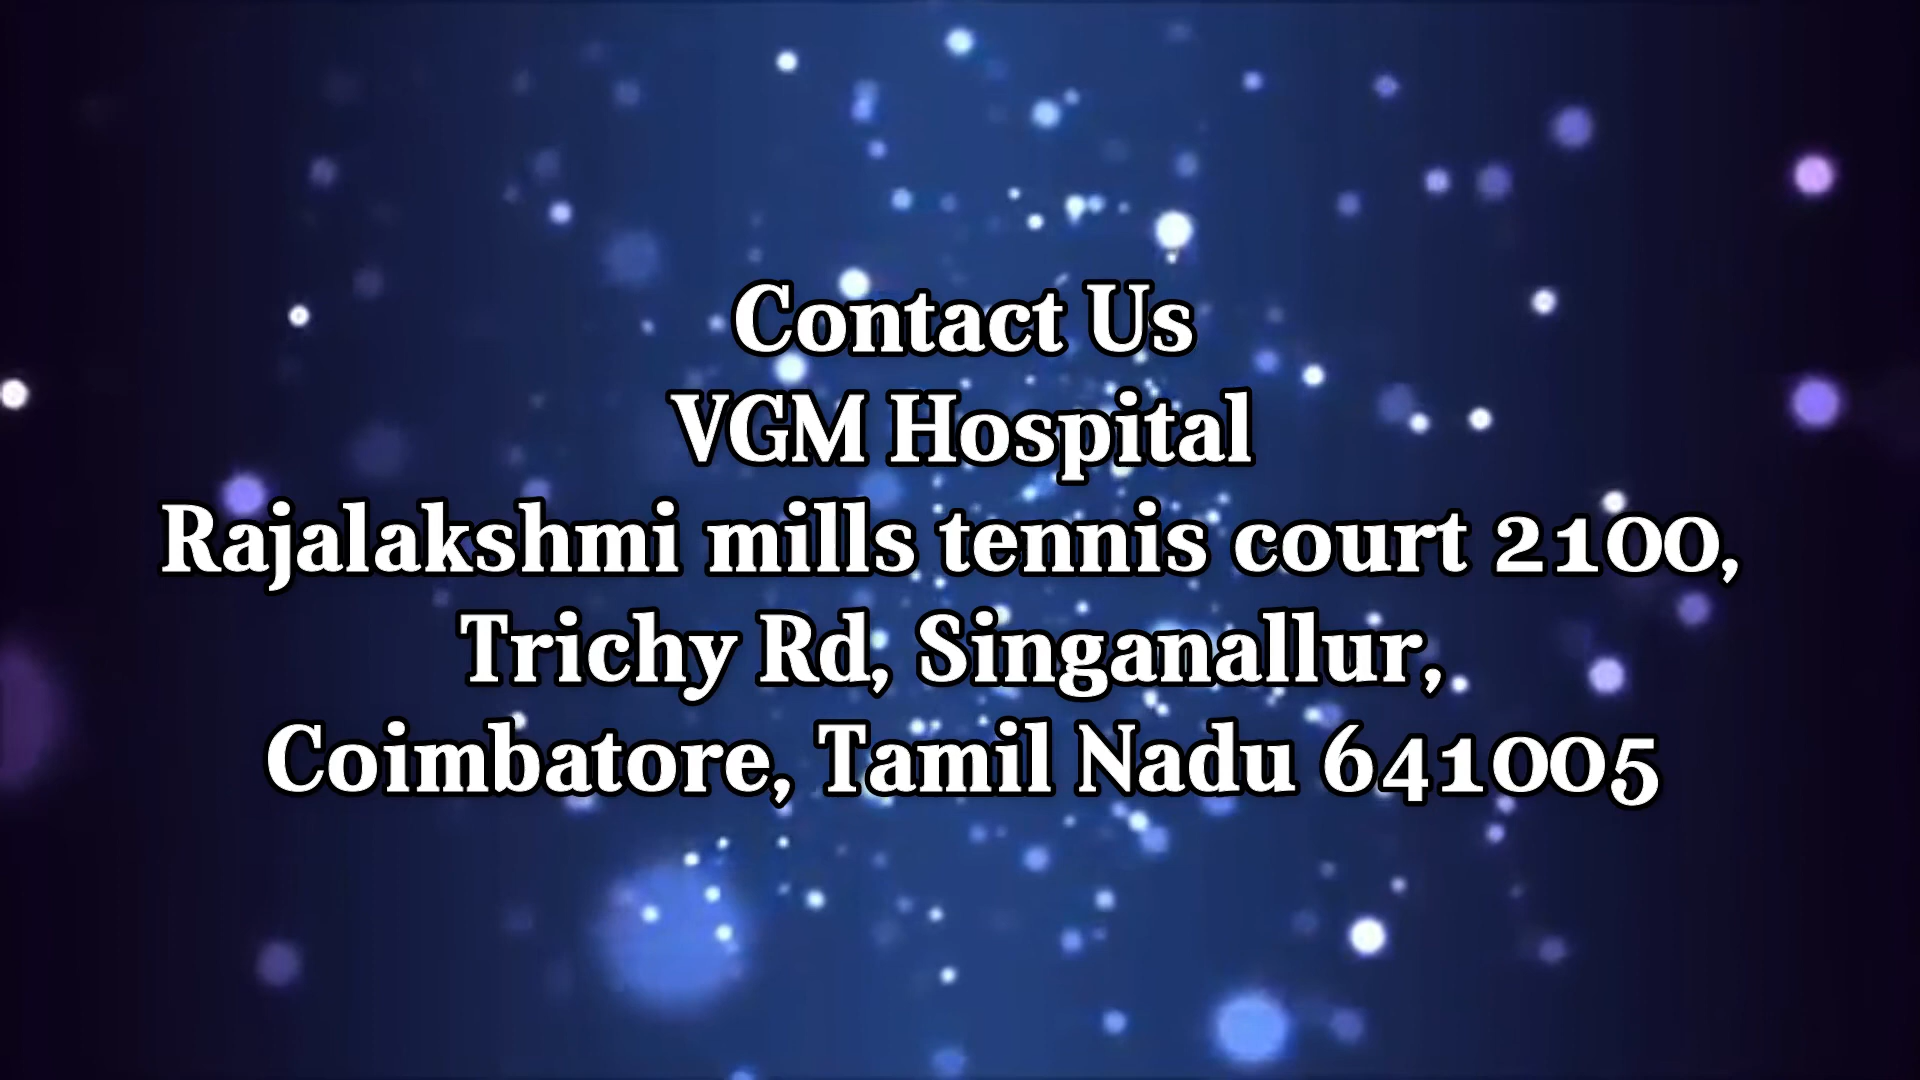 Contact Us
VGM Hospital
Rajalakshmi mills tennis court 2100,
Trichy Rd, Singanallur,
Coimbatore, Tamil Nadu 641005